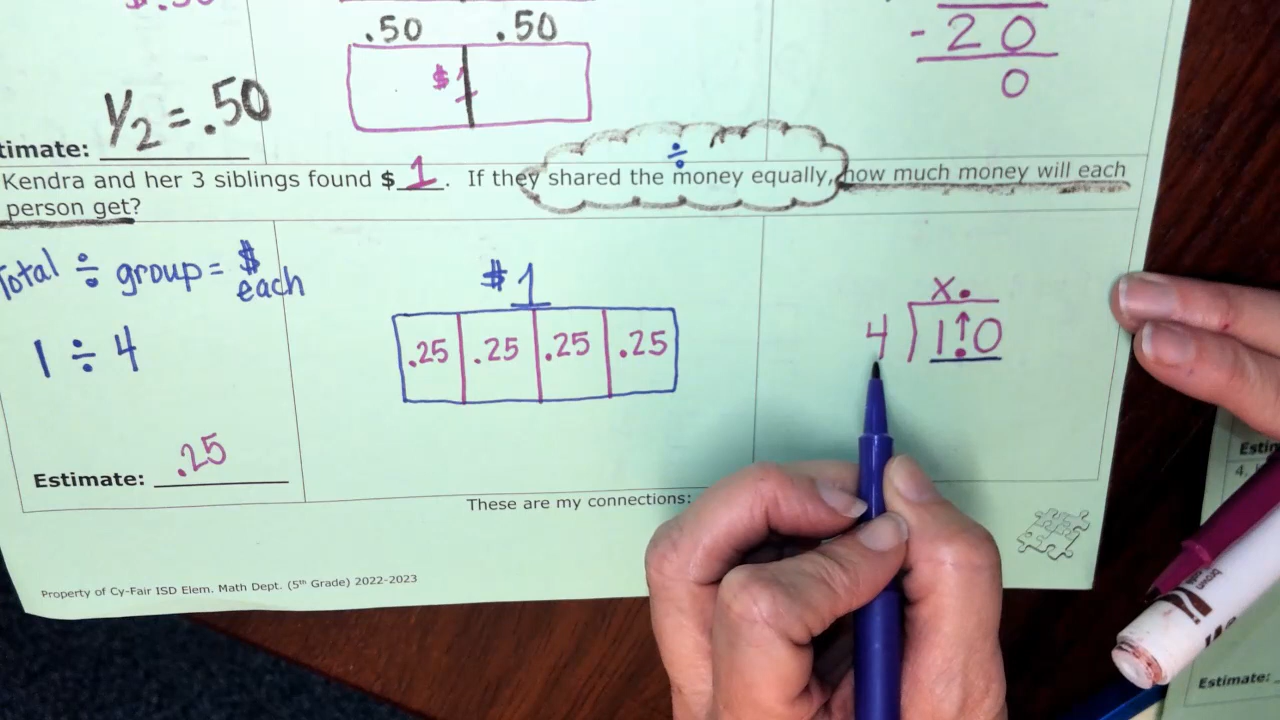 .50 .50
- 2 0
$1
0
1/2 = .50
timate:
Kendra and her 3 siblings found $ 1 . If they shared the money equally, how much money will each
person get?
÷
Total ÷ group = $ each
$1
1 ÷ 4
.25 .25 .25 .25
x.
4 1.0
Estimate: .25
These are my connections:
Property of Cy-Fair ISD Elem. Math Dept. (5th Grade) 2022-2023
4.
Estimate: